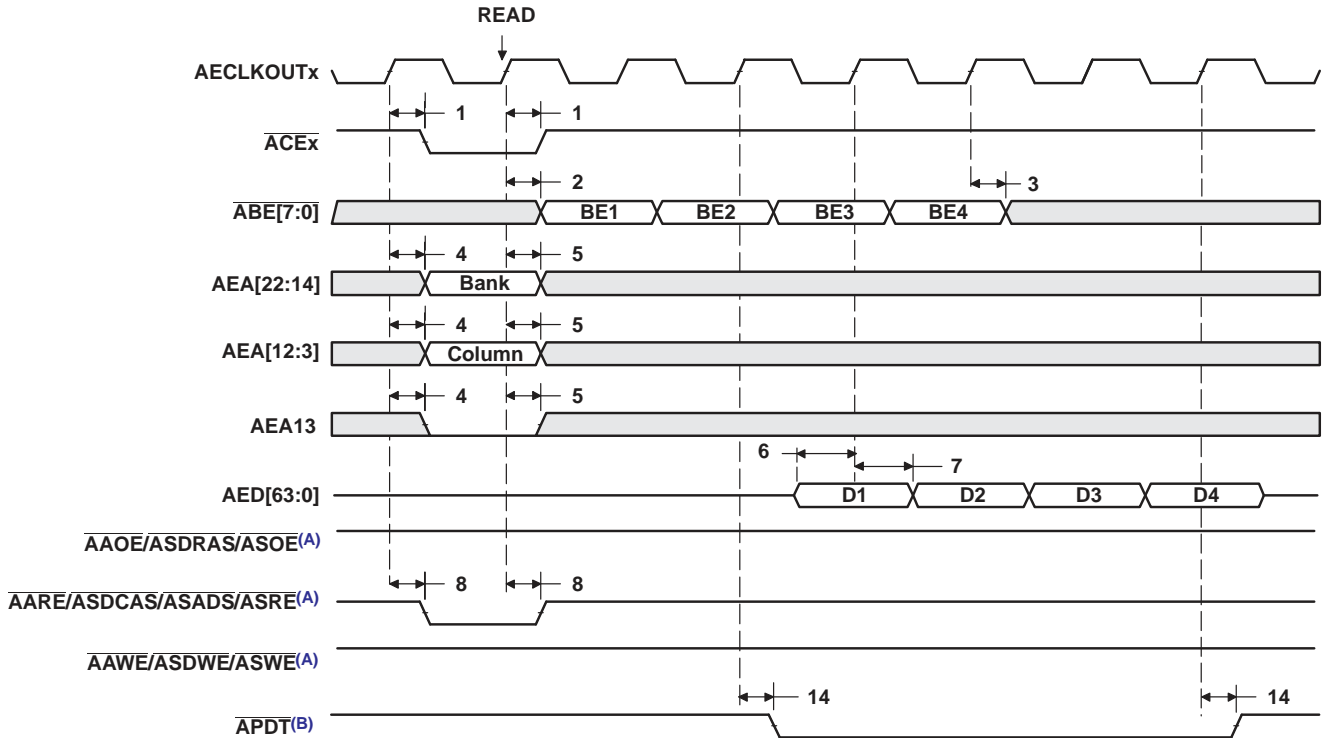 READ
AECLKOUTx
1 1
ACEx
2 3
ABE[7:0] BE1 BE2 BE3 BE4
4 5
AEA[22:14] Bank
4 5
AEA[12:3] Column
4 5
AEA13
6 7
AED[63:0] D1 D2 D3 D4
AAOE/ASDRAS/ASOE(A)
8 8
AARE/ASDCAS/ASADS/ASRE(A)
AAWE/ASDWE/ASWE(A)
14 14
APDT(B)